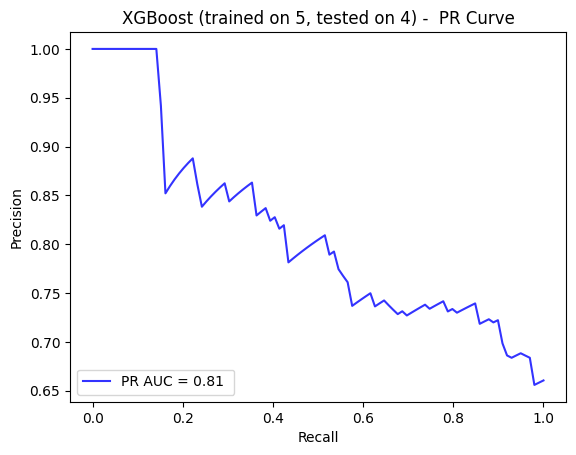 XGBoost (trained on 5, tested on 4) -  PR Curve
Precision
1.00
0.95
0.90
0.85
0.80
0.75
0.70
0.65
PR AUC = 0.81
0.0 0.2 0.4 0.6 0.8 1.0
Recall